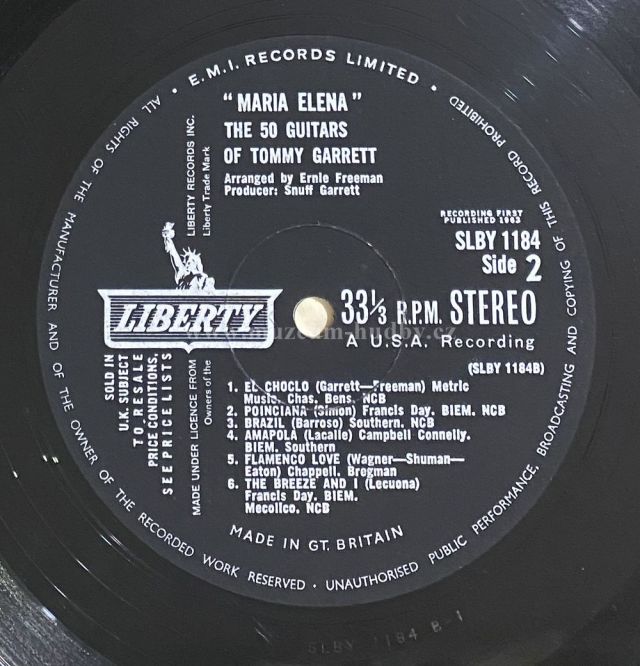 · E.M.I. RECORDS LIMITED ·
ALL RIGHTS OF THE MANUFACTURER AND OF THE OWNER OF THE RECORDED WORK RESERVED · UNAUTHORISED PUBLIC PERFORMANCE, BROADCASTING AND COPYING OF THIS RECORD PROHIBITED
"MARIA ELENA"
THE 50 GUITARS
OF TOMMY GARRETT
Arranged by Ernie Freeman
Producer: Snuff Garrett
LIBERTY RECORDS INC.
Liberty Trade Mark
RECORDING FIRST
PUBLISHED 1963
SLBY 1184
Side 2
LIBERTY
33⅓ R.P.M. STEREO
A U.S.A. Recording
(SLBY 1184B)
www.muzeum-hudby.cz
SOLD IN
U.K. SUBJECT
TO RESALE
PRICE CONDITIONS,
SEE PRICE LISTS
MADE UNDER LICENCE FROM
Owners of the
1. EL CHOCLO (Garrett—Freeman) Metric
Music. Chas. Bens. NCB
2. POINCIANA (Simon) Francis Day. BIEM. NCB
3. BRAZIL (Barroso) Southern. NCB
4. AMAPOLA (Lacalle) Campbell Connelly.
BIEM. Southern
5. FLAMENCO LOVE (Wagner—Shuman—
Eaton) Chappell. Bregman
6. THE BREEZE AND I (Lecuona)
Francis Day. BIEM.
Mecolico. NCB
MADE IN GT. BRITAIN
SLBY 1184 B-1